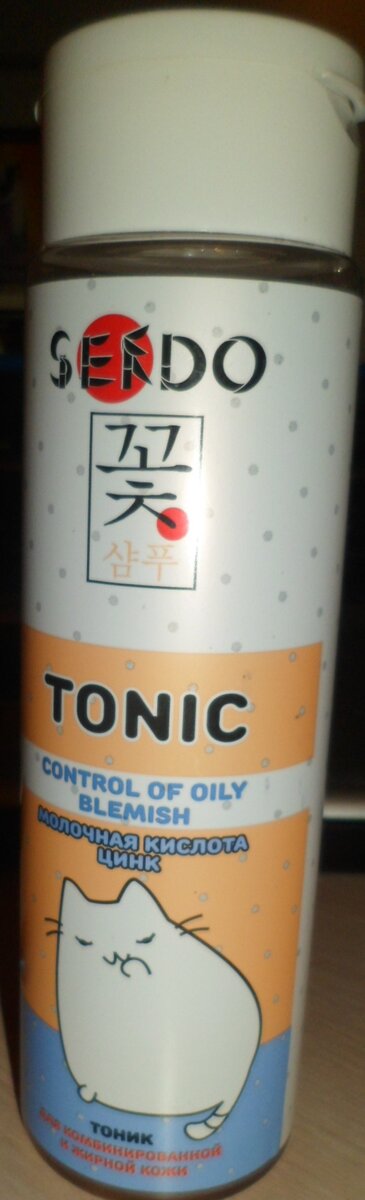 SENDO
꽃
샴푸
TONIC
CONTROL OF OILY
BLEMISH
МОЛОЧНАЯ КИСЛОТА
ЦИНК
ТОНИК
ДЛЯ КОМБИНИРОВАННОЙ
И ЖИРНОЙ КОЖИ